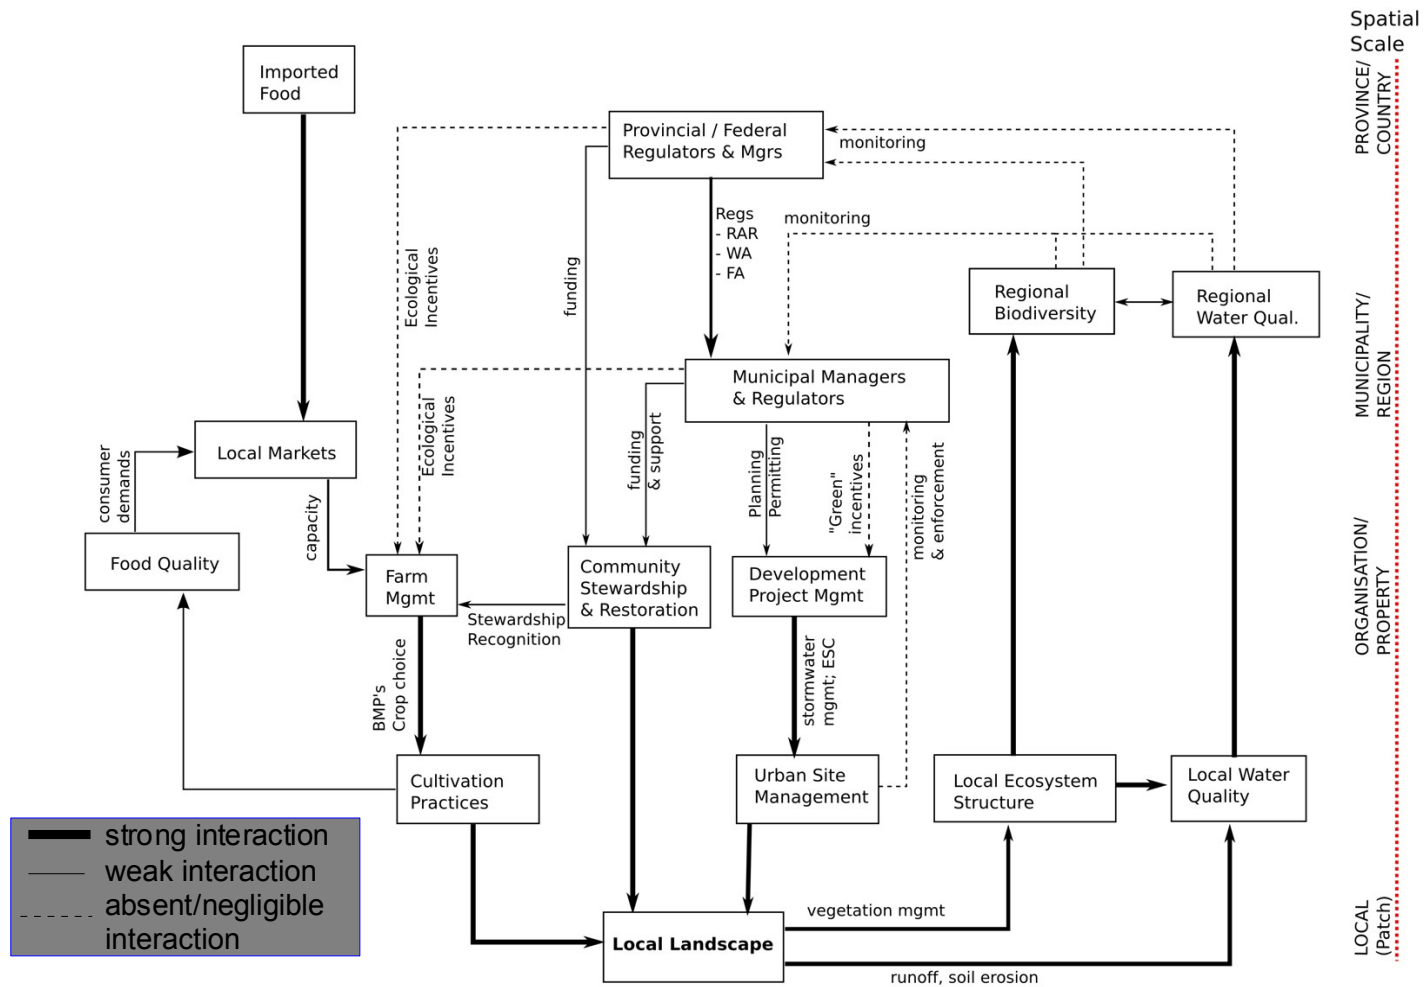 Spatial
Scale
PROVINCE/
COUNTRY
Imported
Food
Provincial / Federal
Regulators & Mgrs
monitoring
Regs
- RAR
- WA
- FA
monitoring
Ecological
Incentives
funding
Regional
Biodiversity
Regional
Water Qual.
MUNICIPALITY/
REGION
Municipal Managers
& Regulators
Local Markets
consumer
demands
Ecological
Incentives
funding
& support
Planning
Permitting
"Green"
incentives
monitoring
& enforcement
capacity
Food Quality
Farm
Mgmt
Community
Stewardship
& Restoration
Development
Project Mgmt
ORGANISATION/
PROPERTY
Stewardship
Recognition
BMP's
Crop choice
stormwater
mgmt; ESC
Cultivation
Practices
Urban Site
Management
Local Ecosystem
Structure
Local Water
Quality
strong interaction
weak interaction
absent/negligible
interaction
Local Landscape
vegetation mgmt
runoff, soil erosion
LOCAL
(Patch)